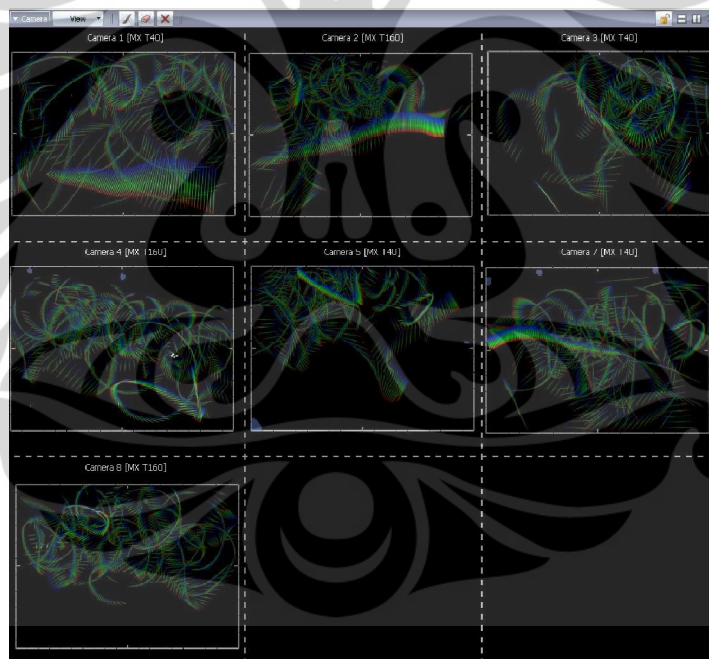 Camera View
Camera 1 [MX T40]
Camera 2 [MX T160]
Camera 3 [MX T40]
Camera 4 [MX T160]
Camera 5 [MX T40]
Camera 7 [MX T40]
Camera 8 [MX T160]